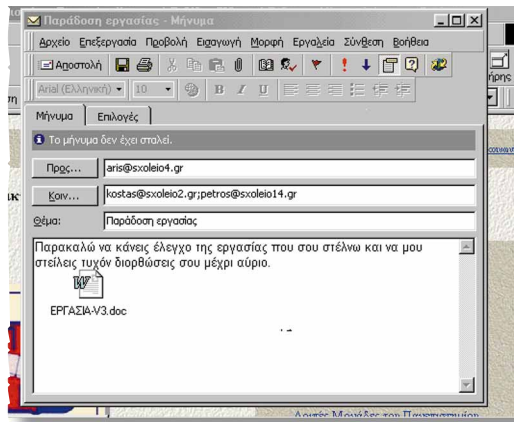 Παράδοση εργασίας - Μήνυμα
Αρχείο Επεξεργασία Προβολή Εισαγωγή Μορφή Εργαλεία Σύνθεση Βοήθεια
Αποστολή
Arial (Ελληνική) 10 B I U
Μήνυμα Επιλογές
Το μήνυμα δεν έχει σταλεί.
Προς... aris@sxoleio4.gr
Κοιν... kostas@sxoleio2.gr;petros@sxoleio14.gr
Θέμα: Παράδοση εργασίας
Παρακαλώ να κάνεις έλεγχο της εργασίας που σου στέλνω και να μου
στείλεις τυχόν διορθώσεις σου μέχρι αύριο.
ΕΡΓΑΣΙΑ-V3.doc